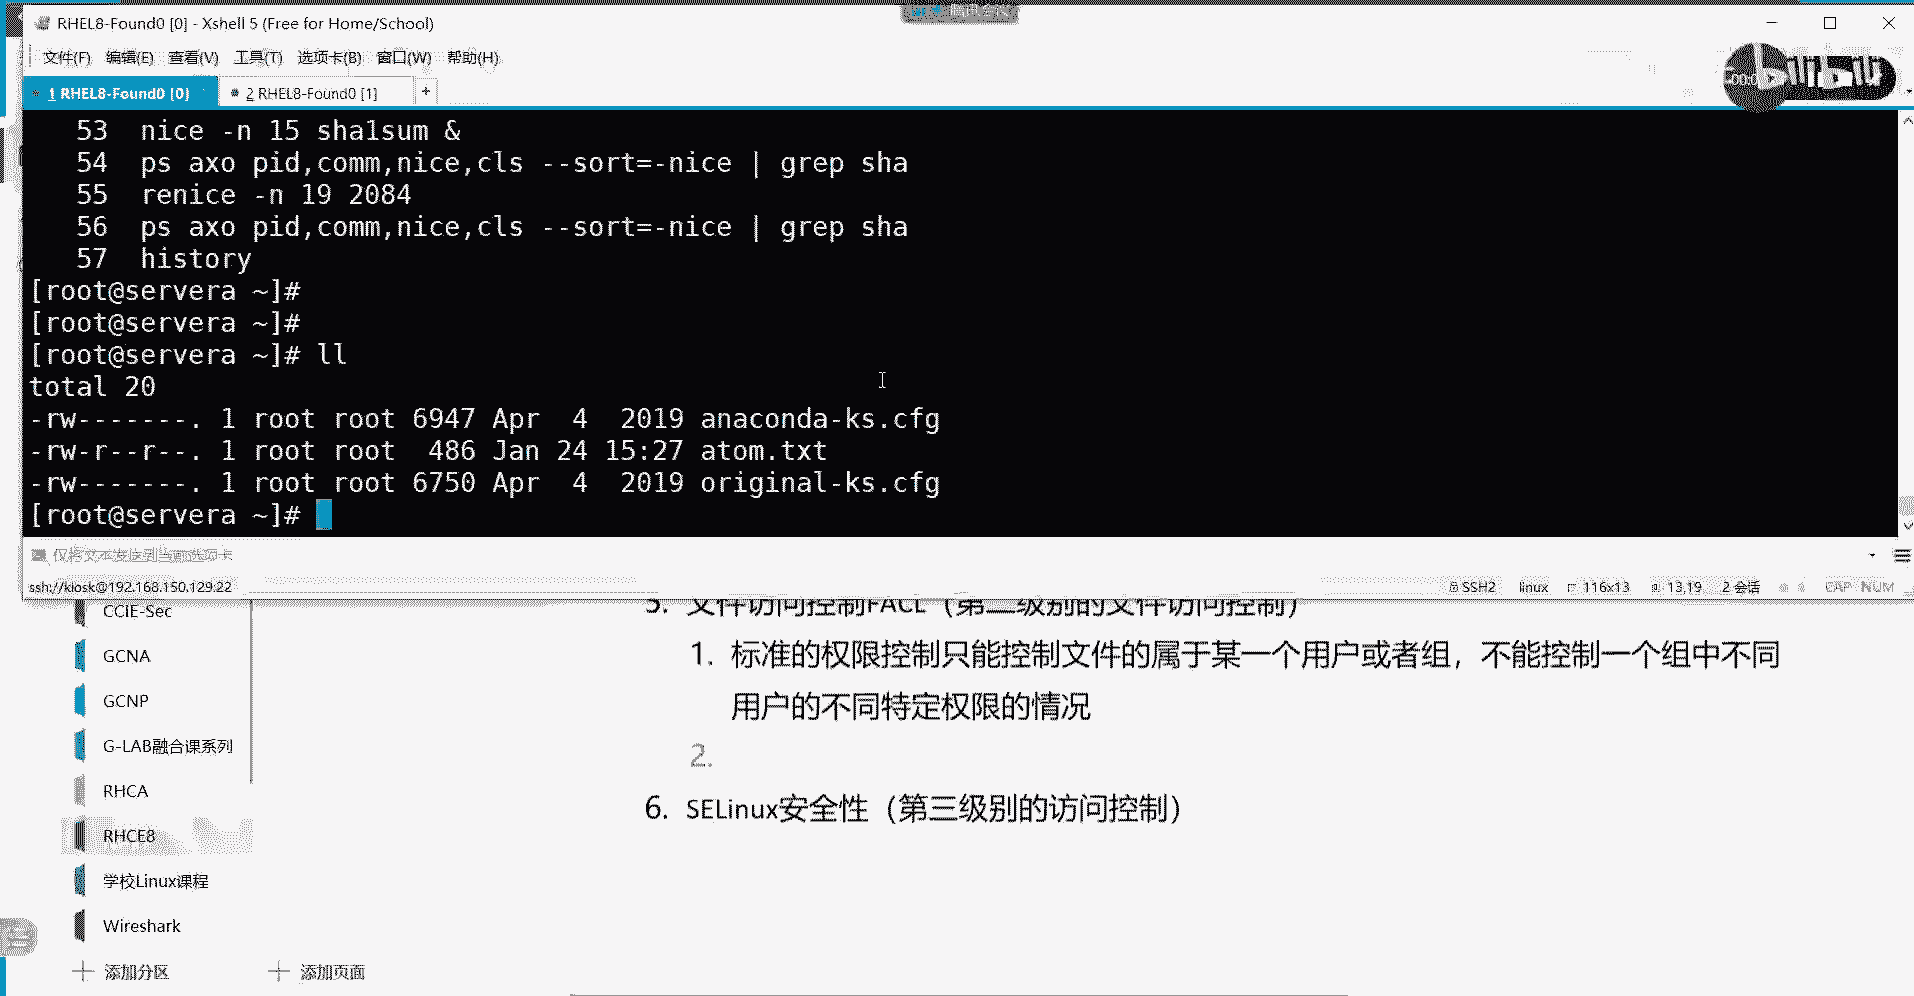 RHEL8-Found0 [0] - Xshell 5 (Free for Home/School)
腾讯会议
文件(F) 编辑(E) 查看(V) 工具(T) 选项卡(B) 窗口(W) 帮助(H)
bilibili
1 RHEL8-Found0 [0] 2 RHEL8-Found0 [1] +
53 nice -n 15 sha1sum &
54 ps axo pid,comm,nice,cls --sort=-nice | grep sha
55 renice -n 19 2084
56 ps axo pid,comm,nice,cls --sort=-nice | grep sha
57 history
[root@servera ~]#
[root@servera ~]#
[root@servera ~]# ll
total 20
-rw-------. 1 root root 6947 Apr 4 2019 anaconda-ks.cfg
-rw-r--r--. 1 root root 486 Jan 24 15:27 atom.txt
-rw-------. 1 root root 6750 Apr 4 2019 original-ks.cfg
[root@servera ~]#
仅将文本发送到当前选项卡
ssh://kiosk@192.168.150.129:22 SSH2 linux 116x13 13,19 2 会话 CAP NUM
CCIE-Sec
GCNA
GCNP
G-LAB融合课系列
RHCA
RHCE8
学校Linux课程
Wireshark
添加分区 添加页面
5. 文件访问控制FACL（第二级别的文件访问控制）
1. 标准的权限控制只能控制文件的属于某一个用户或者组，不能控制一个组中不同
用户的不同特定权限的情况
2.
6. SELinux安全性（第三级别的访问控制）